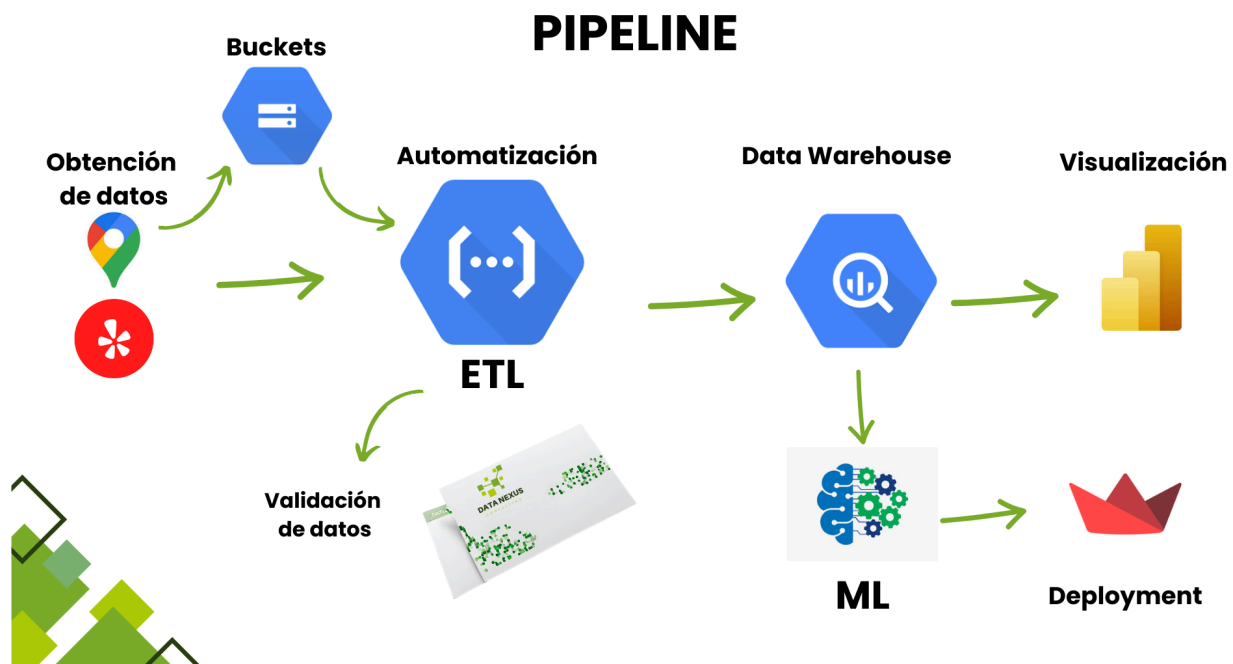 PIPELINE
Buckets
Obtención
de datos
Automatización
Data Warehouse
Visualización
ETL
Validación
de datos
DATA NEXUS
ML
Deployment